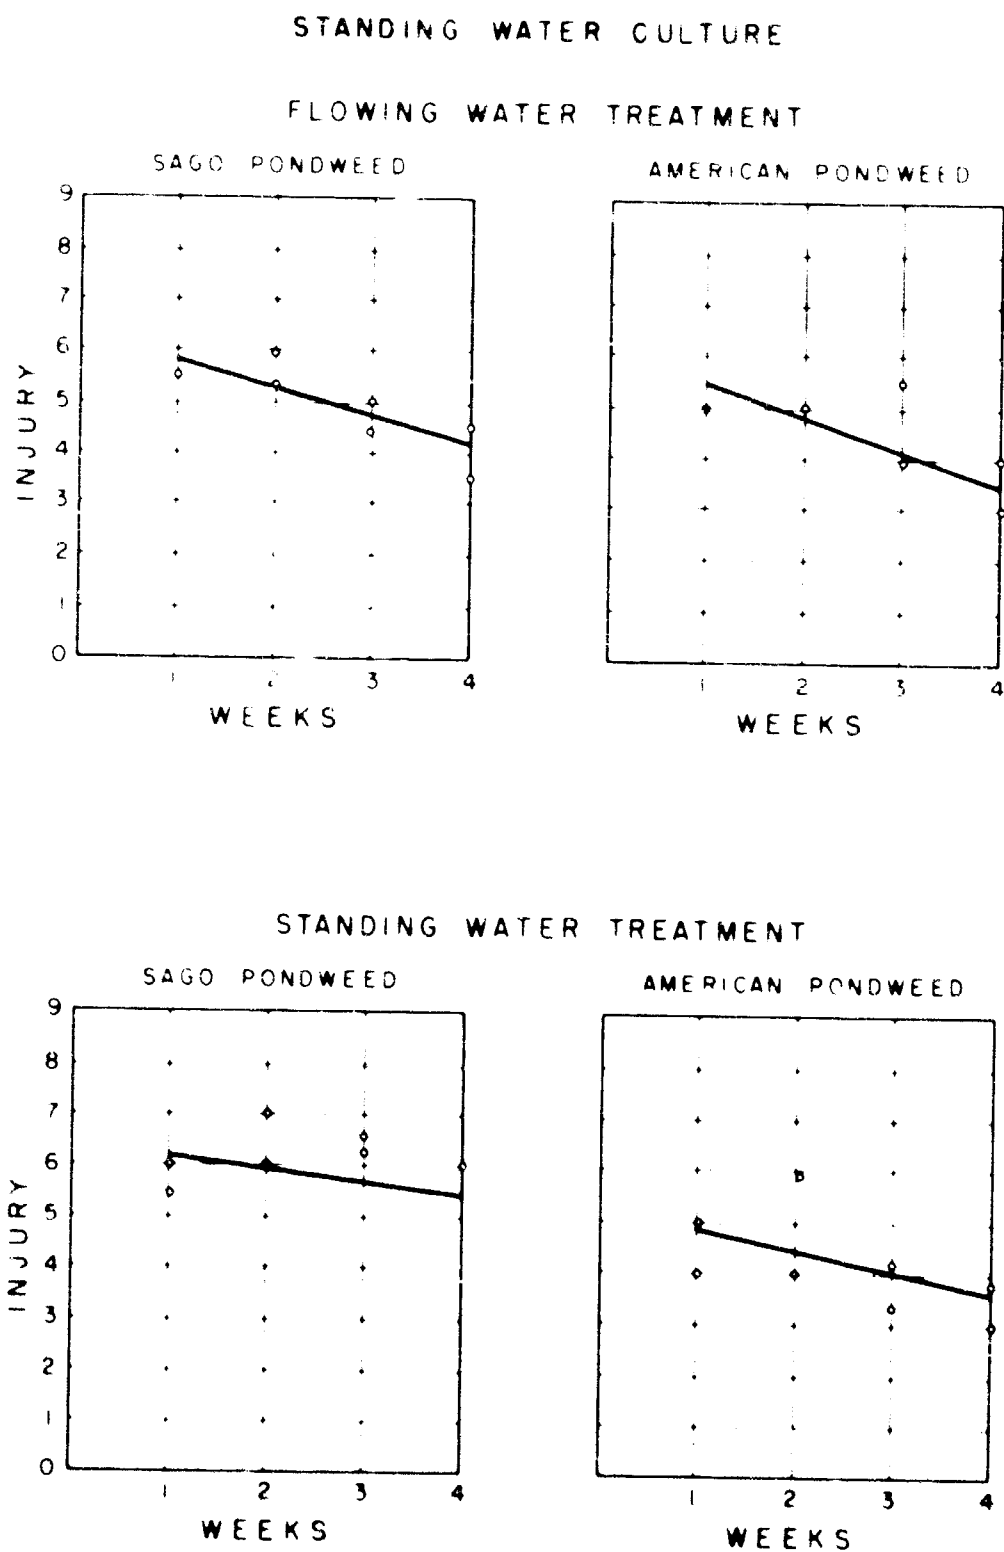 STANDING WATER CULTURE
FLOWING WATER TREATMENT
SAGO PONDWEED
AMERICAN PONDWEED
9
8
7
6
5
4
3
2
1
0
INJURY
1 2 3 4
WEEKS
1 2 3 4
WEEKS
STANDING WATER TREATMENT
SAGO PONDWEED
AMERICAN PONDWEED
9
8
7
6
5
4
3
2
1
0
INJURY
1 2 3 4
WEEKS
1 2 3 4
WEEKS